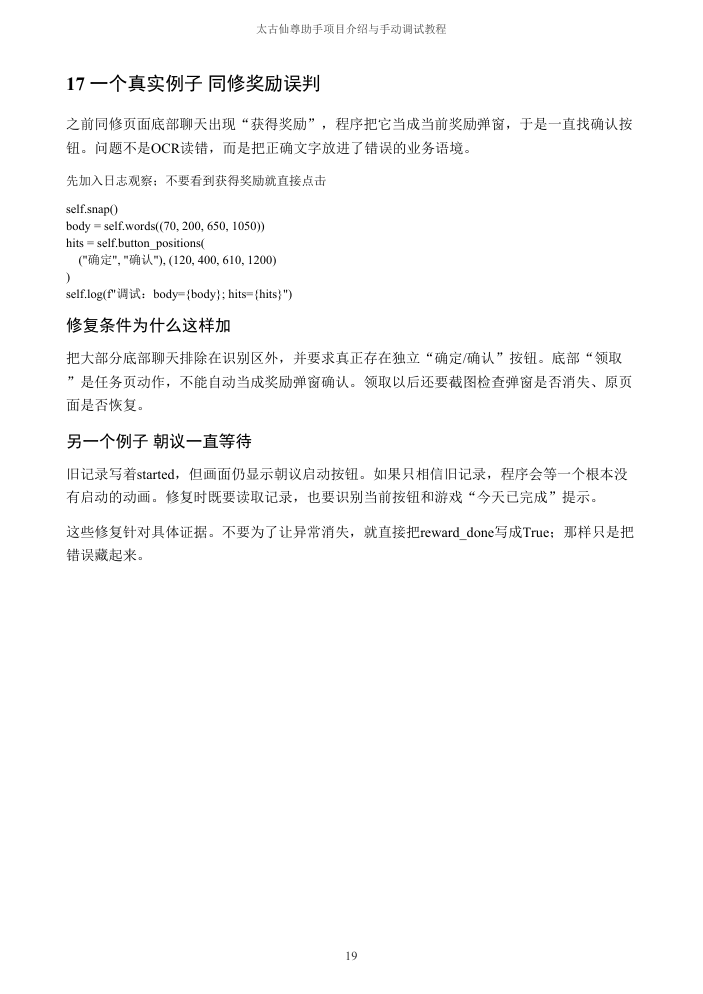 太古仙尊助手项目介绍与手动调试教程
17 一个真实例子 同修奖励误判
之前同修页面底部聊天出现“获得奖励”，程序把它当成当前奖励弹窗，于是一直找确认按
钮。问题不是OCR读错，而是把正确文字放进了错误的业务语境。
先加入日志观察；不要看到获得奖励就直接点击
self.snap()
body = self.words((70, 200, 650, 1050))
hits = self.button_positions(
    ("确定", "确认"), (120, 400, 610, 1200)
)
self.log(f"调试：body={body}; hits={hits}")
修复条件为什么这样加
把大部分底部聊天排除在识别区外，并要求真正存在独立“确定/确认”按钮。底部“领取
”是任务页动作，不能自动当成奖励弹窗确认。领取以后还要截图检查弹窗是否消失、原页
面是否恢复。
另一个例子 朝议一直等待
旧记录写着started，但画面仍显示朝议启动按钮。如果只相信旧记录，程序会等一个根本没
有启动的动画。修复时既要读取记录，也要识别当前按钮和游戏“今天已完成”提示。
这些修复针对具体证据。不要为了让异常消失，就直接把reward_done写成True；那样只是把
错误藏起来。
19